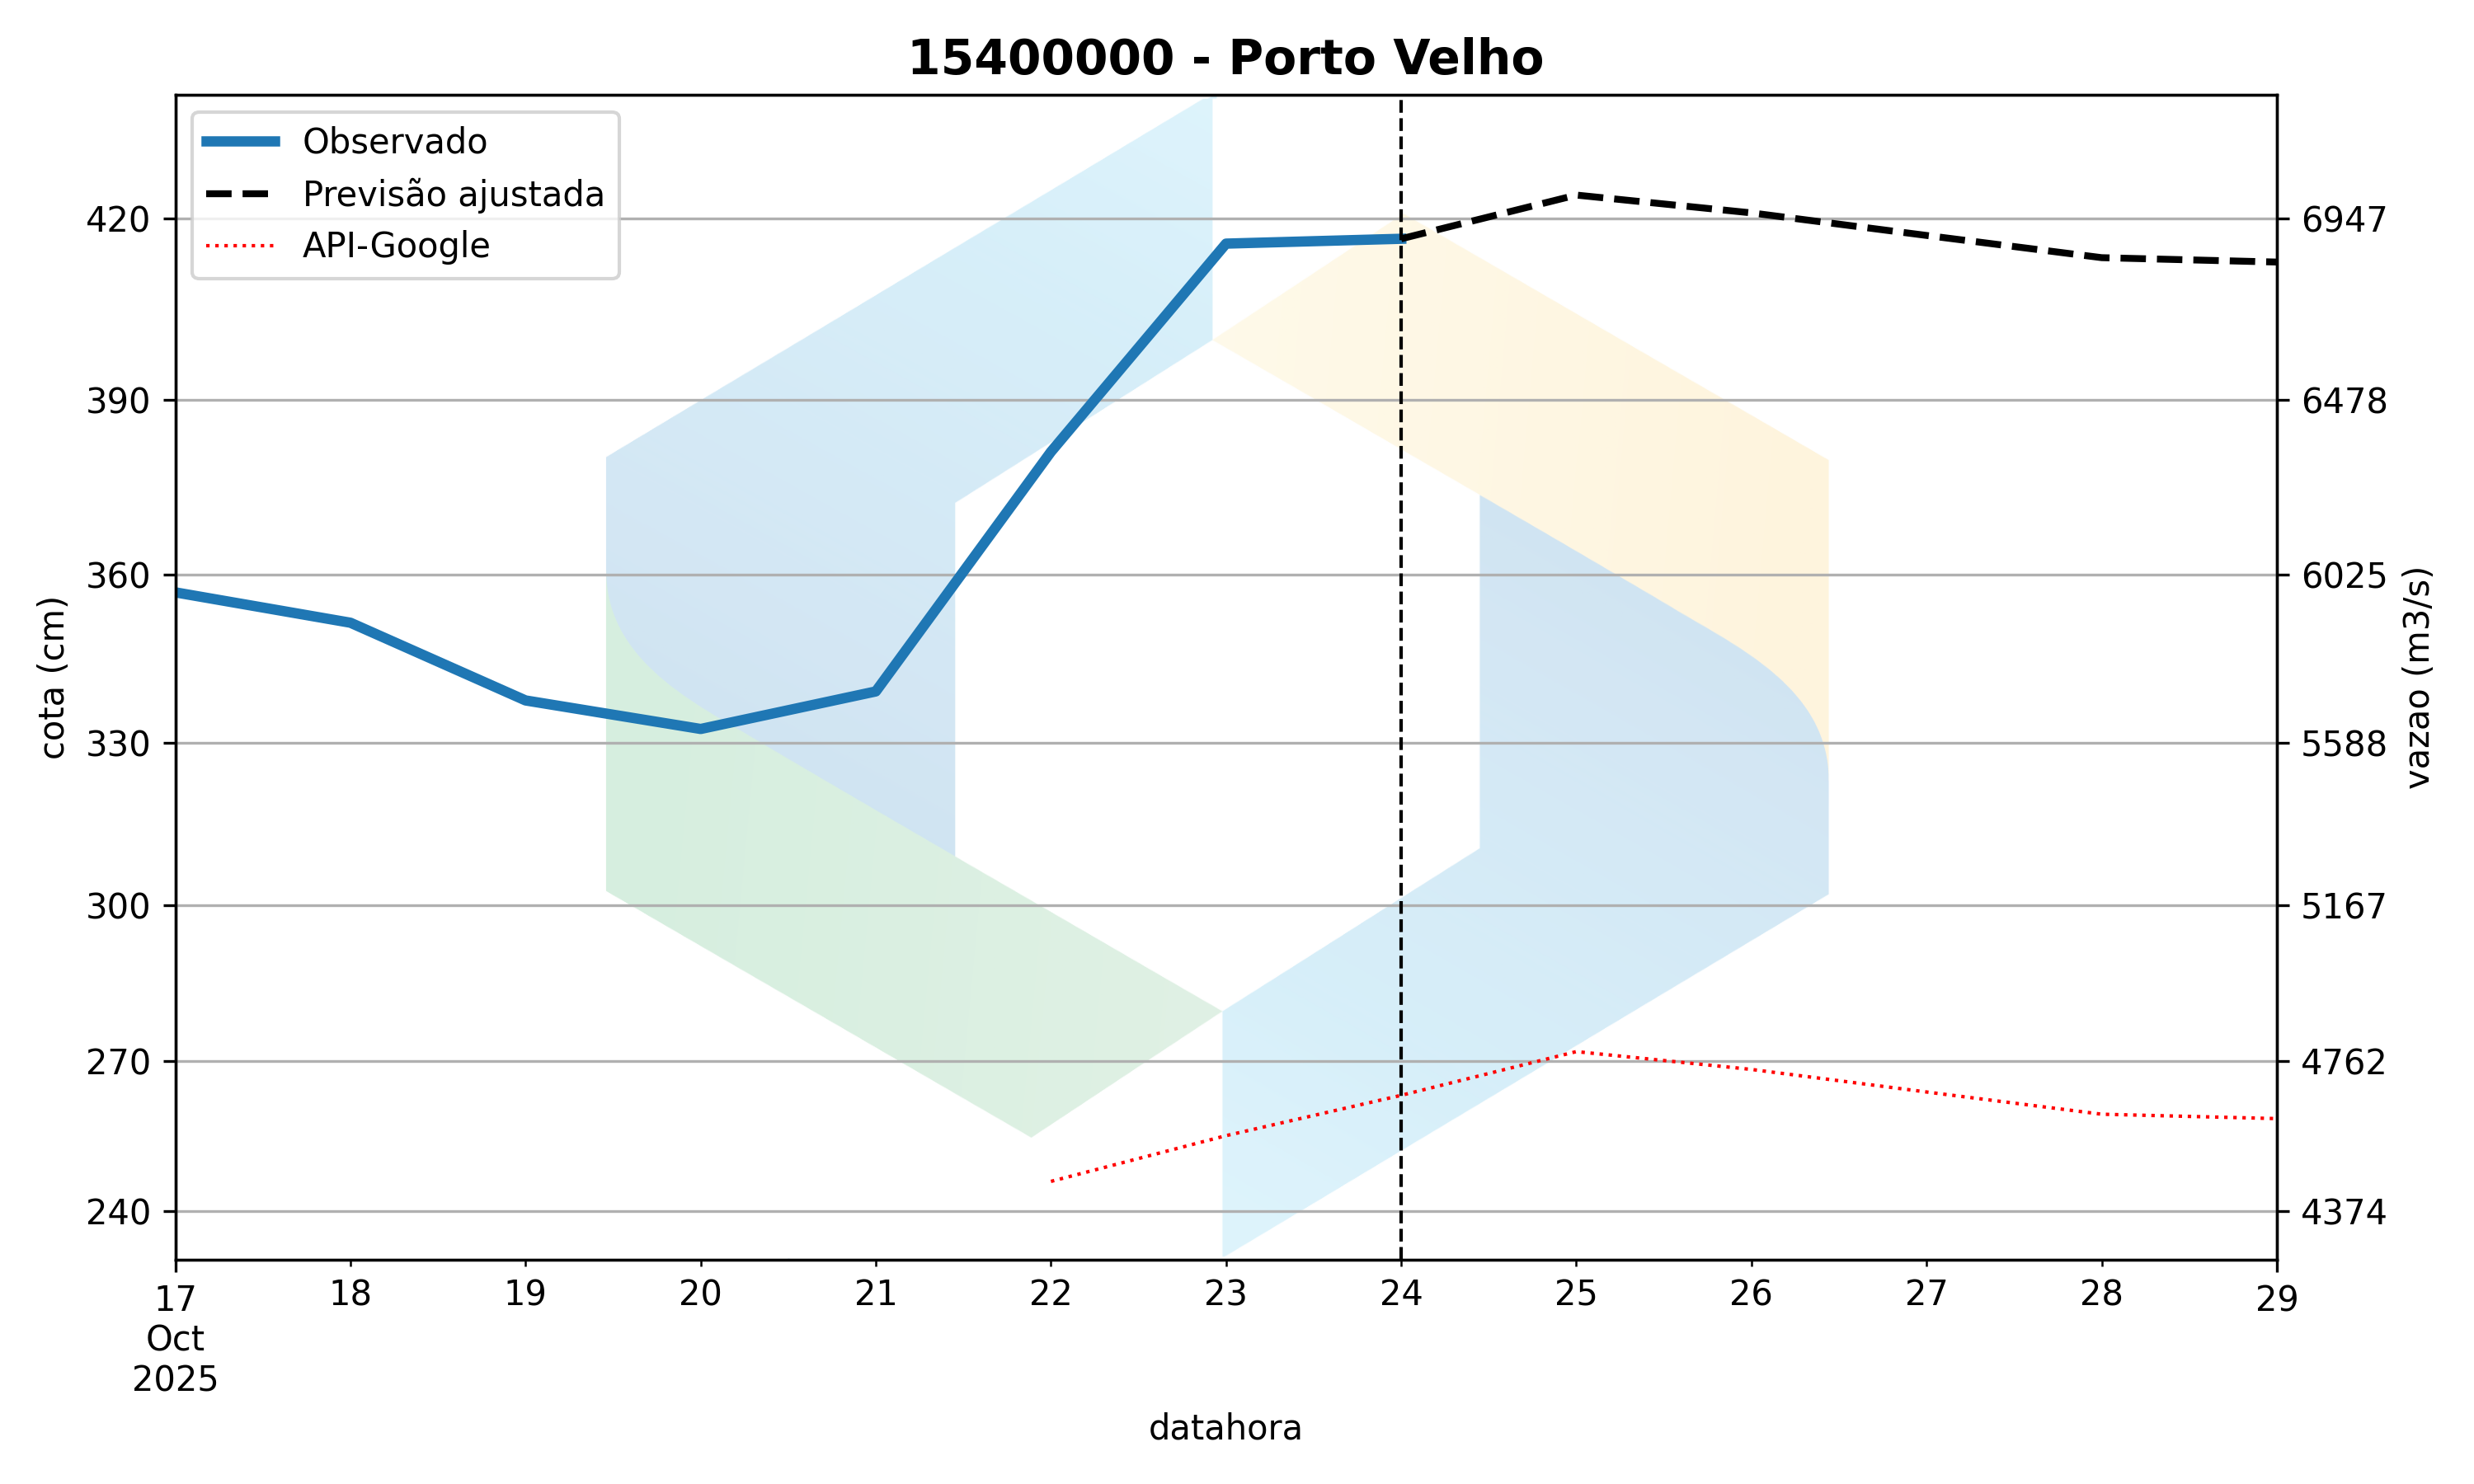 15400000 - Porto Velho
Observado
Previsão ajustada
API-Google
420
390
360
330
300
270
240
cota (cm)
6947
6478
6025
5588
5167
4762
4374
vazao (m3/s)
17 18 19 20 21 22 23 24 25 26 27 28 29
Oct
2025
datahora